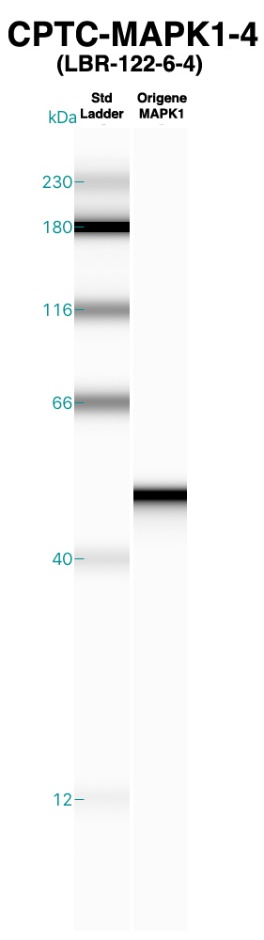 CPTC-MAPK1-4
(LBR-122-6-4)
Std Origene
kDa Ladder MAPK1
230
180
116
66
40
12